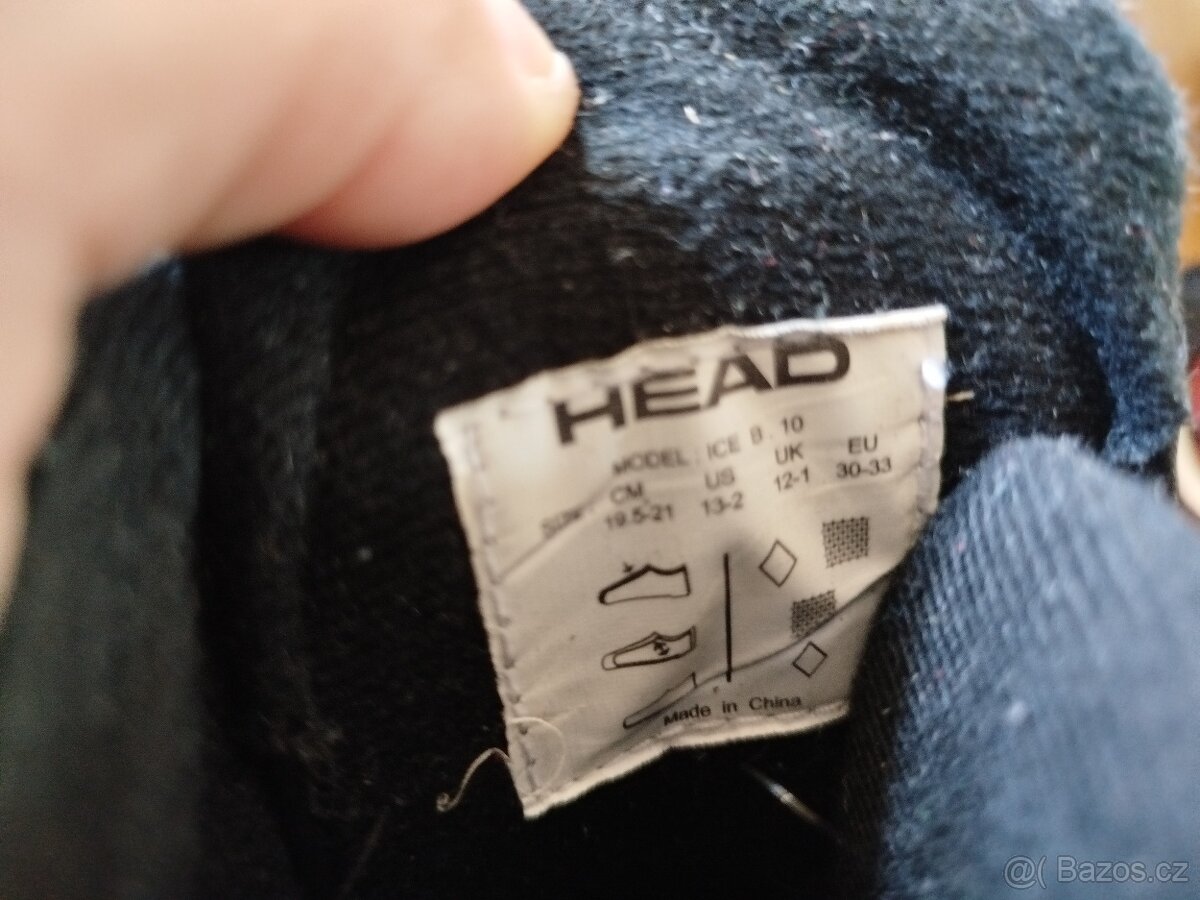 HEAD
MODEL : ICE B . 10
CM US UK EU
SIZE : 19.5-21 13-2 12-1 30-33
Made in China
@( Bazos.cz